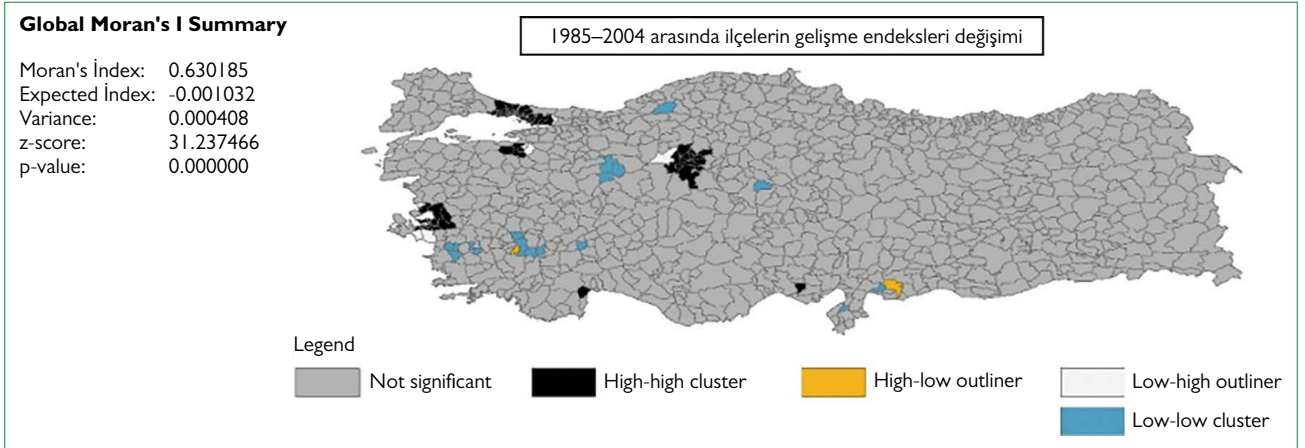 Global Moran's I Summary
Moran's İndex: 0.630185
Expected İndex: -0.001032
Variance: 0.000408
z-score: 31.237466
p-value: 0.000000
1985–2004 arasında ilçelerin gelişme endeksleri değişimi
Legend
Not significant
High-high cluster
High-low outliner
Low-high outliner
Low-low cluster